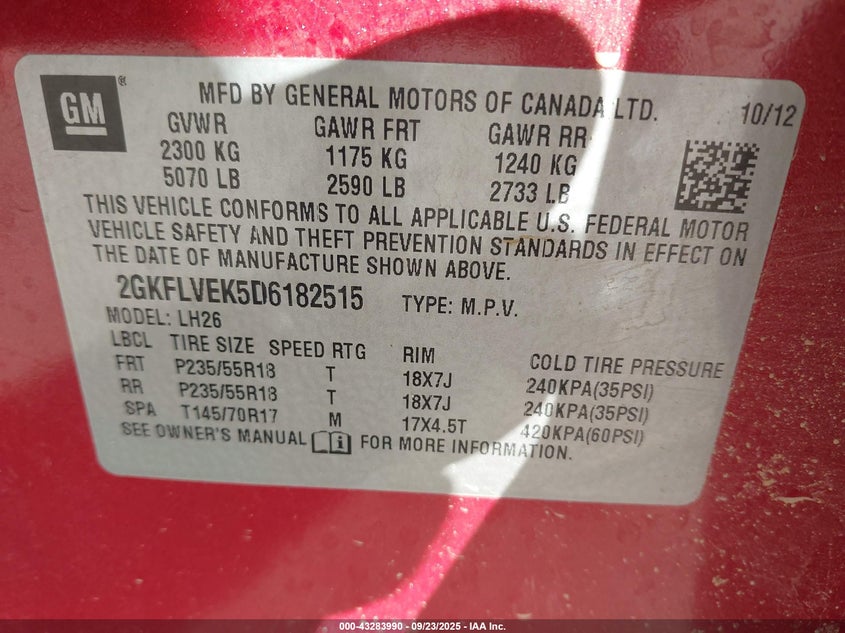 GM ®
MFD BY GENERAL MOTORS OF CANADA LTD. 10/12
GVWR GAWR FRT GAWR RR
2300 KG 1175 KG 1240 KG
5070 LB 2590 LB 2733 LB
THIS VEHICLE CONFORMS TO ALL APPLICABLE U.S. FEDERAL MOTOR
VEHICLE SAFETY AND THEFT PREVENTION STANDARDS IN EFFECT ON
THE DATE OF MANUFACTURE SHOWN ABOVE.
2GKFLVEK5D6182515 TYPE: M.P.V.
MODEL: LH26
LBCL TIRE SIZE SPEED RTG RIM COLD TIRE PRESSURE
FRT P235/55R18 T 18X7J 240KPA(35PSI)
RR P235/55R18 T 18X7J 240KPA(35PSI)
SPA T145/70R17 M 17X4.5T 420KPA(60PSI)
SEE OWNER'S MANUAL i FOR MORE INFORMATION.
000-43283990 - 09/23/2025 - IAA Inc.